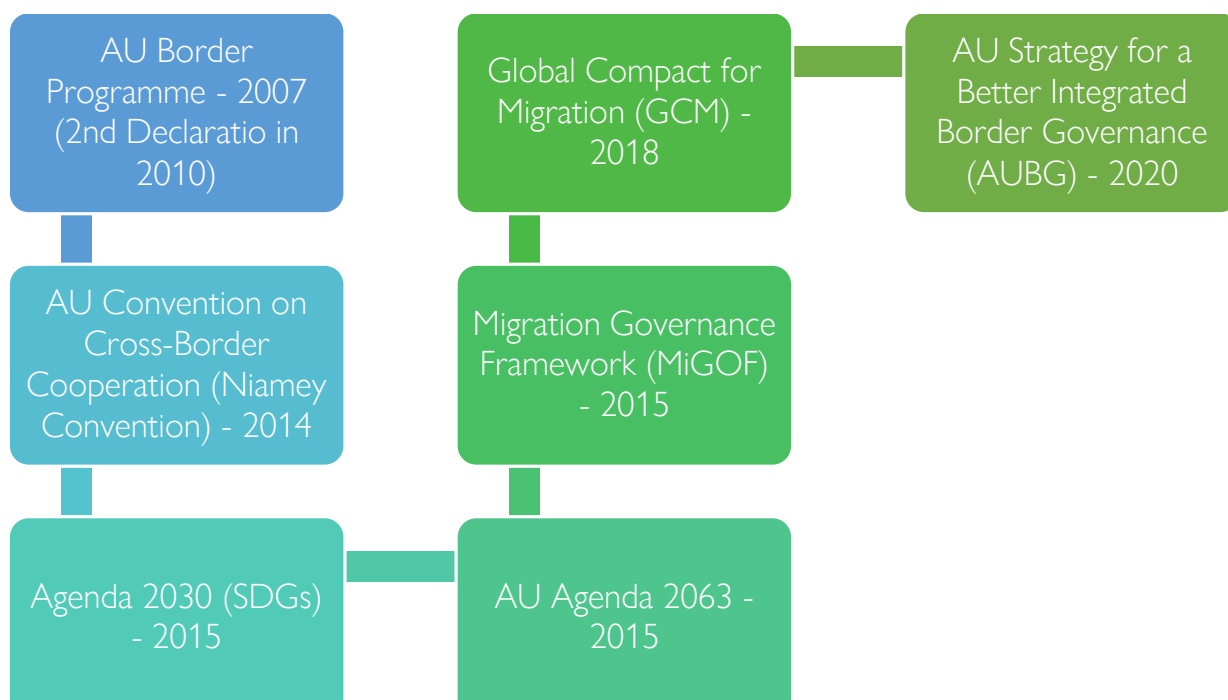 AU Border
Programme - 2007
(2nd Declaratio in
2010)
AU Convention on
Cross-Border
Cooperation (Niamey
Convention) - 2014
Agenda 2030 (SDGs)
- 2015
AU Agenda 2063 -
2015
Migration Governance
Framework (MiGOF)
- 2015
Global Compact for
Migration (GCM) -
2018
AU Strategy for a
Better Integrated
Border Governance
(AUBG) - 2020